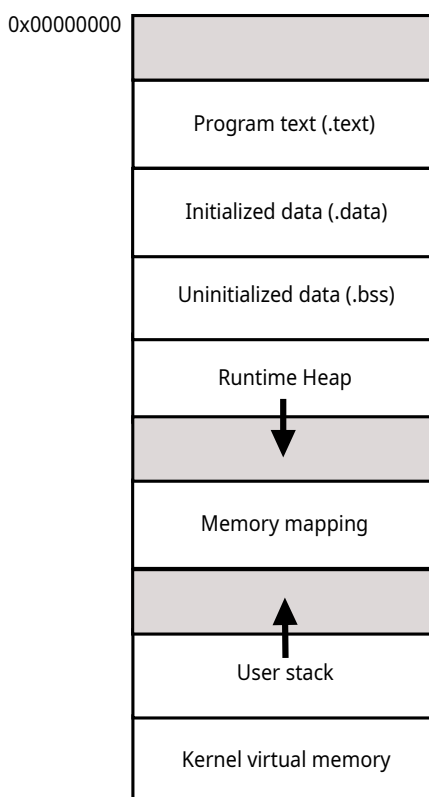 0x00000000
Program text (.text)
Initialized data (.data)
Uninitialized data (.bss)
Runtime Heap
Memory mapping
User stack
Kernel virtual memory